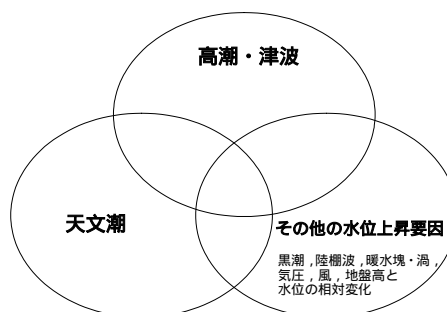 高潮・津波
天文潮
その他の水位上昇要因
黒潮，陸棚波，暖水塊・渦，
気圧，風，地盤高と
水位の相対変化